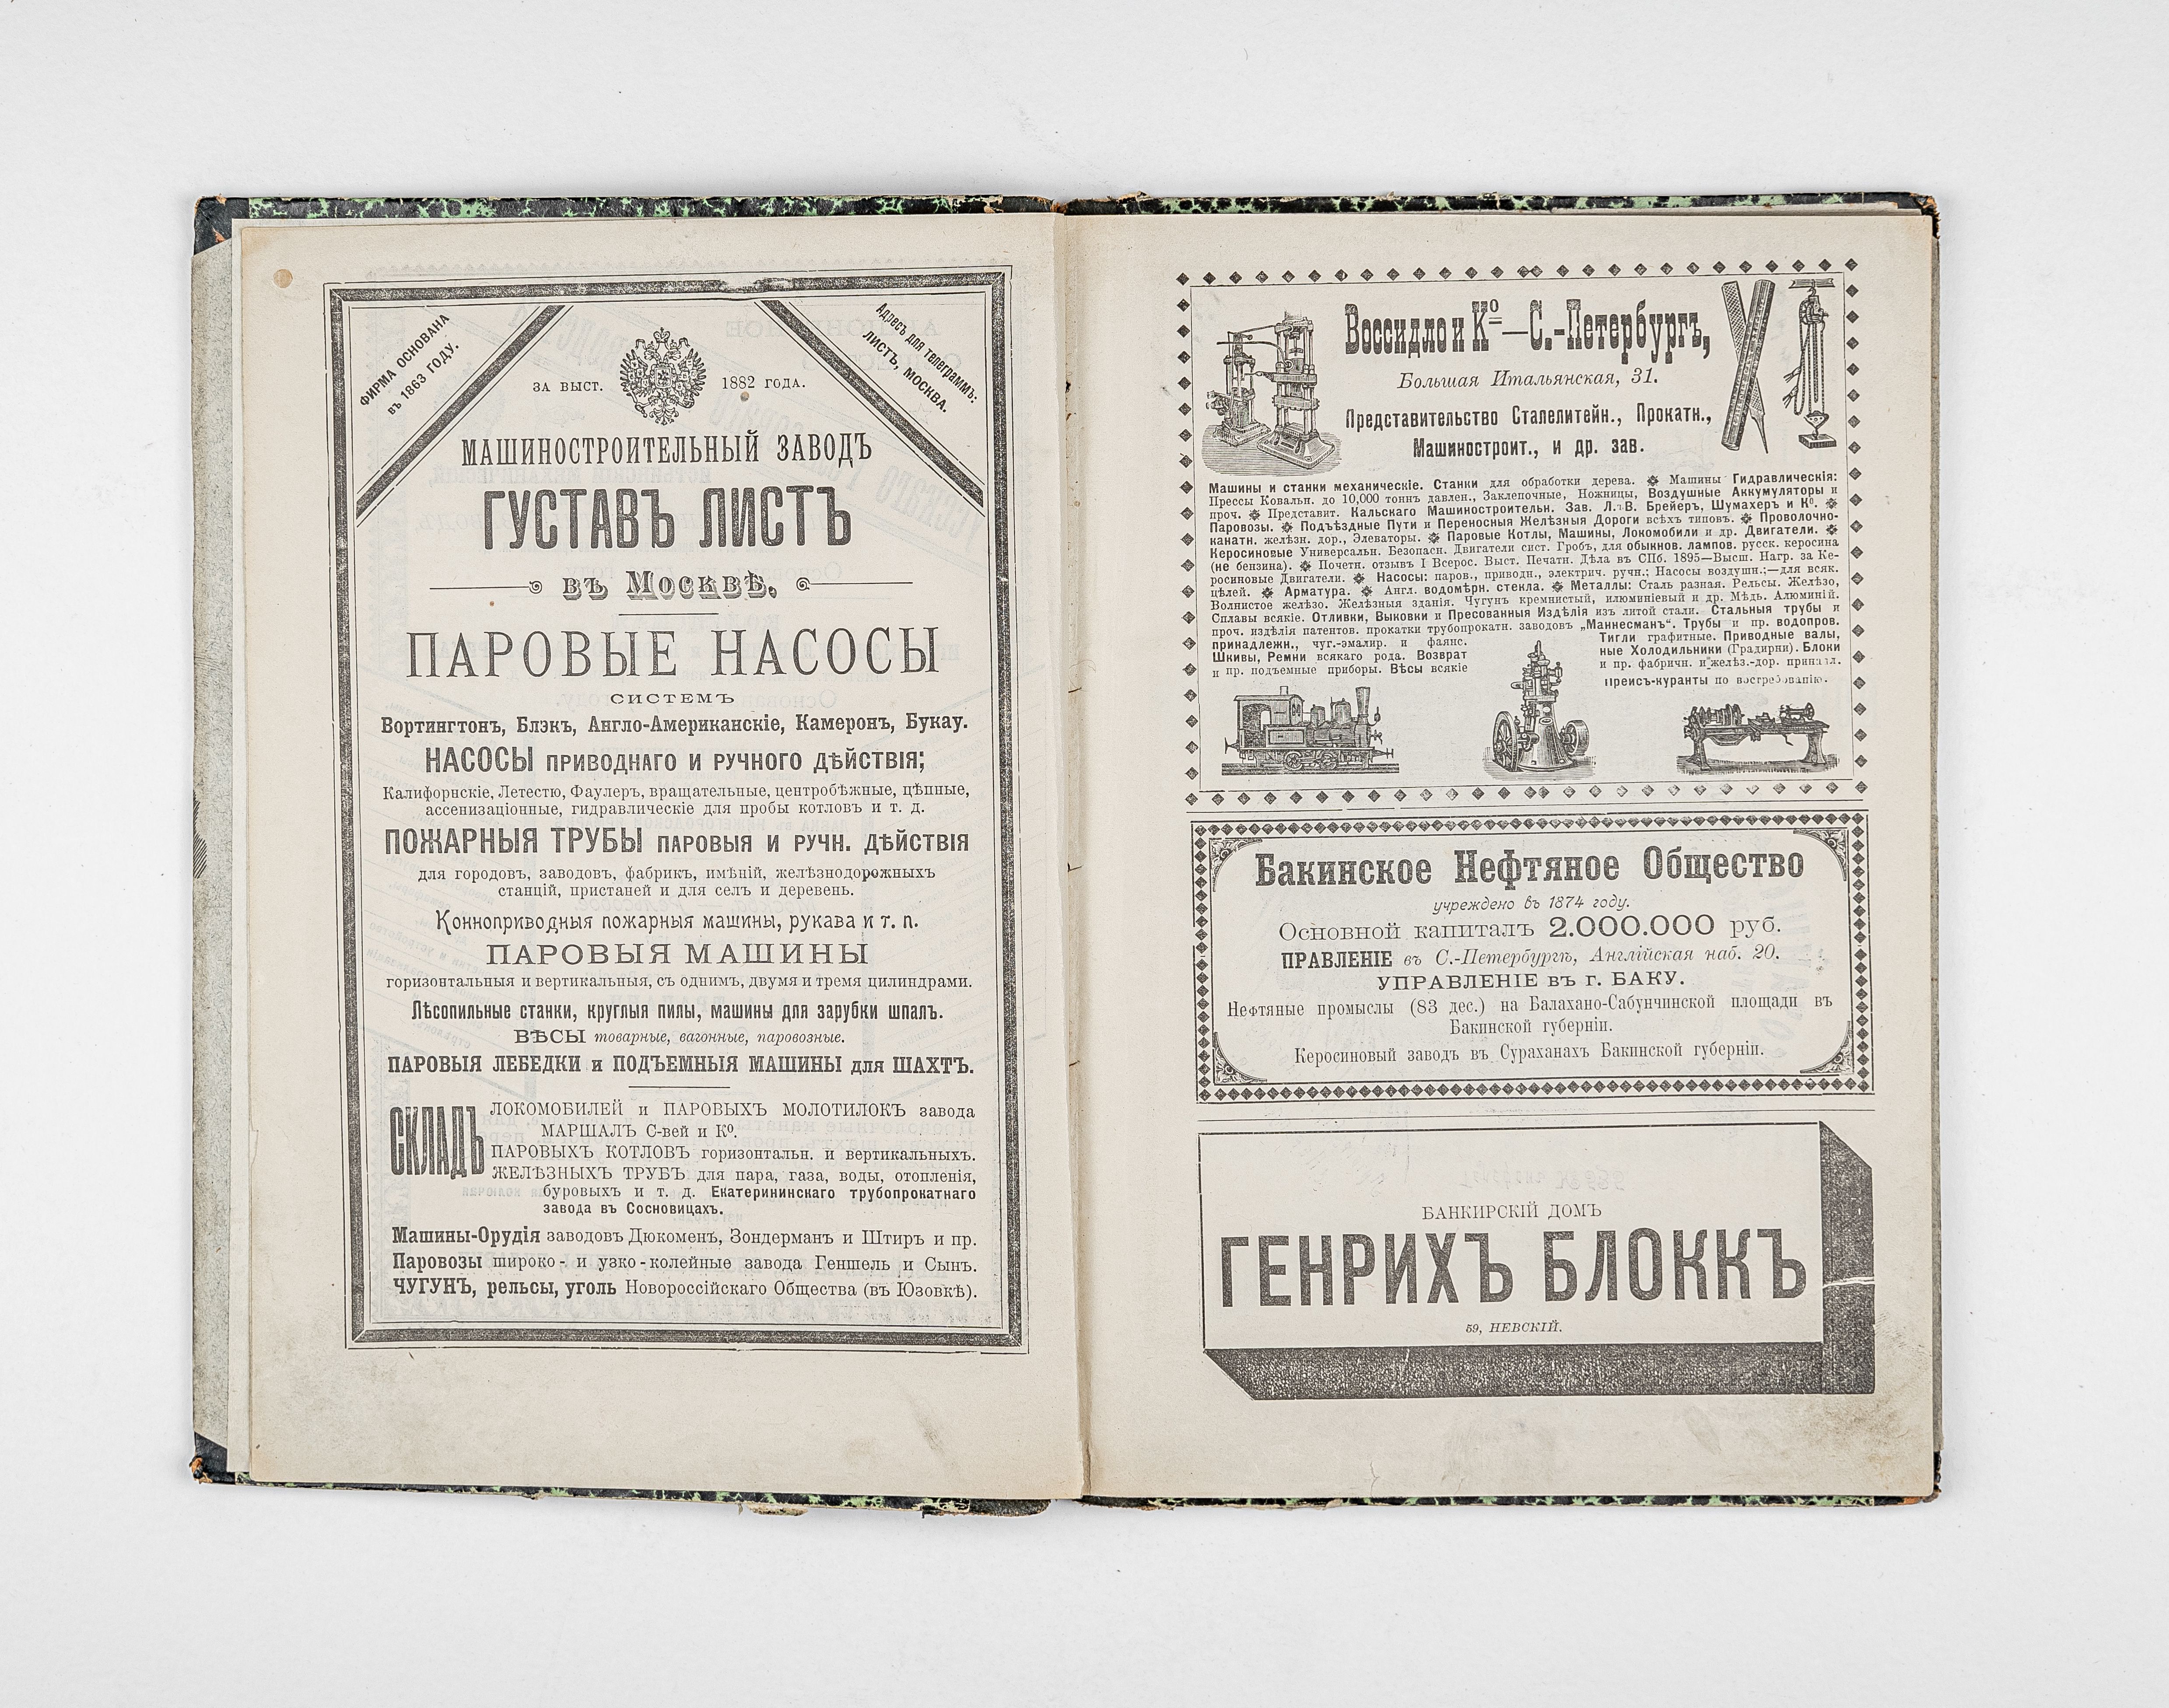 ФИРМА ОСНОВАНА
въ 1863 ГОДУ.
Адресъ для телеграммъ:
ЛИСТЪ, МОСКВА.
ЗА ВЫСТ. 1882 ГОДА.
МАШИНОСТРОИТЕЛЬНЫЙ ЗАВОДЪ
ГУСТАВЪ ЛИСТЪ
въ Москвѣ.
ПАРОВЫЕ НАСОСЫ
СИСТЕМЪ
Вортингтонъ, Блэкъ, Англо-Американскіе, Камеронъ, Букау.
НАСОСЫ ПРИВОДНАГО И РУЧНОГО ДѢЙСТВІЯ;
Калифорнскіе, Летестю, Фаулеръ, вращательные, центробѣжные, цѣпные,
ассенизаціонные, гидравлическіе для пробы котловъ и т. д.
ПОЖАРНЫЯ ТРУБЫ ПАРОВЫЯ И РУЧН. ДѢЙСТВІЯ
для городовъ, заводовъ, фабрикъ, имѣній, желѣзнодорожныхъ
станцій, пристаней и для селъ и деревень.
Конноприводныя пожарныя машины, рукава и т. п.
ПАРОВЫЯ МАШИНЫ
горизонтальныя и вертикальныя, съ однимъ, двумя и тремя цилиндрами.
Лѣсопильные станки, круглыя пилы, машины для зарубки шпалъ.
ВѢСЫ товарные, вагонные, паровозные.
ПАРОВЫЯ ЛЕБЕДКИ и ПОДЪЕМНЫЯ МАШИНЫ для ШАХТЪ.
СКЛАДЪ
ЛОКОМОБИЛЕЙ и ПАРОВЫХЪ МОЛОТИЛОКЪ завода
МАРШАЛЪ С-вей и Кº.
ПАРОВЫХЪ КОТЛОВЪ горизонтальн. и вертикальныхъ.
ЖЕЛѢЗНЫХЪ ТРУБЪ для пара, газа, воды, отопленія,
буровыхъ и т. д. Екатерининскаго трубопрокатнаго
завода въ Сосновицахъ.
Машины-Орудія заводовъ Дюкоменъ, Зондерманъ и Штиръ и пр.
Паровозы широко- и узко-колейные завода Геншель и Сынъ.
ЧУГУНЪ, рельсы, уголь Новороссійскаго Общества (въ Юзовкѣ).
Воссидло и Кº—С.-Петербургъ,
Большая Итальянская, 31.
Представительство Сталелитейн., Прокатн.,
Машиностроит., и др. зав.
Машины и станки механическіе. Станки для обработки дерева. Машины Гидравлическія:
Прессы Ковальн. до 10,000 тоннъ давлен., Заклепочные, Ножницы, Воздушные Аккумуляторы и
проч. Представит. Кальскаго Машиностроительн. Зав. Л. В. Брейеръ, Шумахеръ и Кº.
Паровозы. Подъѣздные Пути и Переносныя Желѣзныя Дороги всѣхъ типовъ. Проволочно-
канатн. желѣзн. дор., Элеваторы. Паровые Котлы, Машины, Локомобили и др. Двигатели.
Керосиновые Универсальн. Безопасн. Двигатели сист. Гробъ, для обыкнов. лампов. русск. керосина
(не бензина). Почетн. отзывъ I Всерос. Выст. Печатн. Дѣла въ СПб. 1895—Высш. Нагр. за Ке-
росиновые Двигатели. Насосы: паров., приводн., электрич. ручн.; Насосы воздушн.;—для всяк.
цѣлей. Арматура. Англ. водомѣрн. стекла. Металлы: Сталь разная. Рельсы. Желѣзо,
Волнистое желѣзо. Желѣзныя зданія. Чугунъ кремнистый, илюминіевый и др. Мѣдь. Алюминій.
Сплавы всякіе. Отливки, Выковки и Пресованныя Издѣлія изъ литой стали. Стальныя трубы и
проч. издѣлія патентов. прокатки трубопрокатн. заводовъ „Маннесманъ“. Трубы и пр. водопров.
принадлежн., чуг.-эмалир. и фаянс. Тигли графитные. Приводные валы,
Шкивы, Ремни всякаго рода. Возврат ные Холодильники (Градирни). Блоки
и пр. подъемные приборы. Вѣсы всякіе и пр. фабричн. и желѣз.-дор. принадл.
Преисъ-куранты по востребованію.
Бакинское Нефтяное Общество
учреждено въ 1874 году.
Основной капиталъ 2.000.000 руб.
ПРАВЛЕНІЕ въ С.-Петербургѣ, Англійская наб. 20.
УПРАВЛЕНІЕ въ г. БАКУ.
Нефтяные промыслы (83 дес.) на Балахано-Сабунчинской площади въ
Бакинской губерніи.
Керосиновый заводъ въ Сураханахъ Бакинской губерніи.
БАНКИРСКІЙ ДОМЪ
ГЕНРИХЪ БЛОККЪ
59, НЕВСКІЙ.